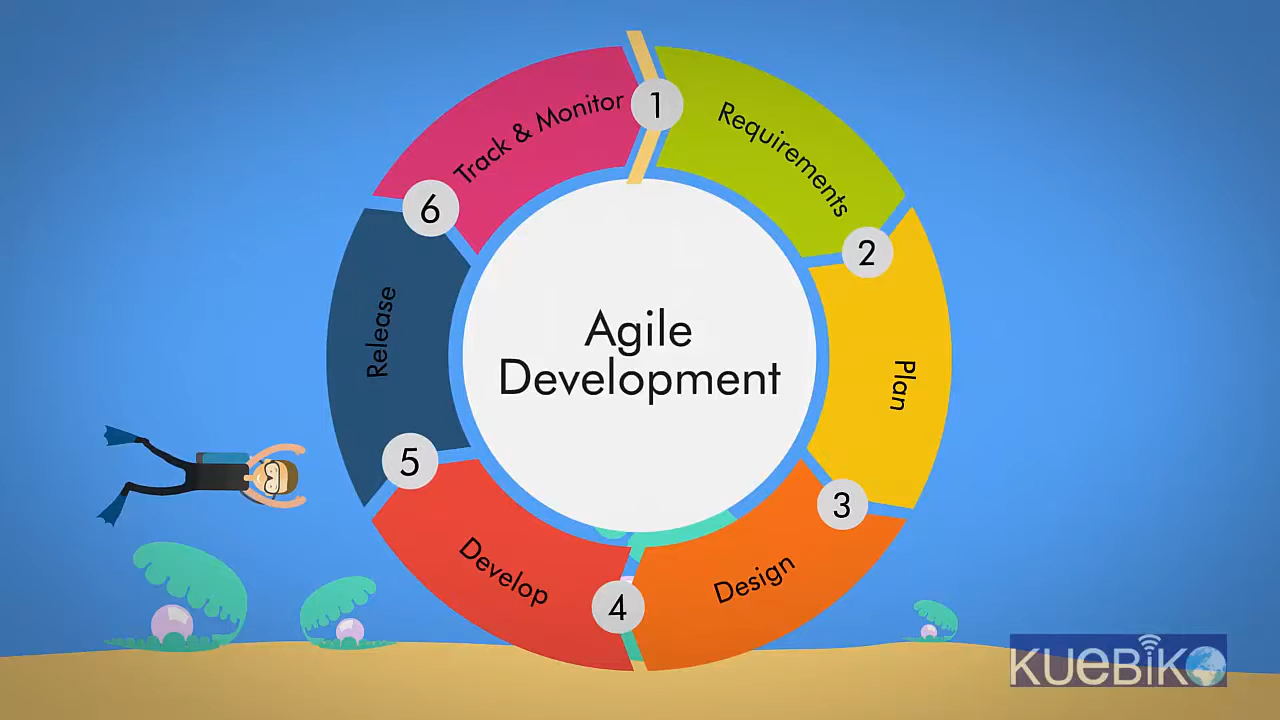 Agile
Development
1
Requirements
2
Plan
3
Design
4
Develop
5
Release
6
Track & Monitor
KUEBIKO